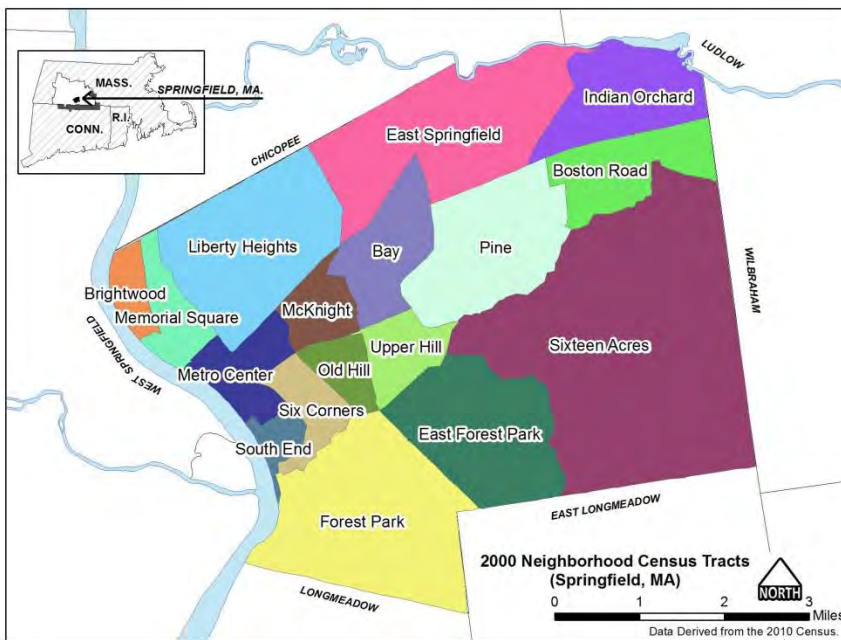 MASS.
SPRINGFIELD, MA.
CONN.
R.I.
LUDLOW
CHICOPEE
Indian Orchard
East Springfield
Boston Road
Liberty Heights
Bay
Pine
WILBRAHAM
Brightwood
Memorial Square
McKnight
WEST SPRINGFIELD
Metro Center
Old Hill
Upper Hill
Sixteen Acres
Six Corners
South End
East Forest Park
Forest Park
EAST LONGMEADOW
LONGMEADOW
2000 Neighborhood Census Tracts
(Springfield, MA)
NORTH
0 1 2 3
Miles
Data Derived from the 2010 Census.